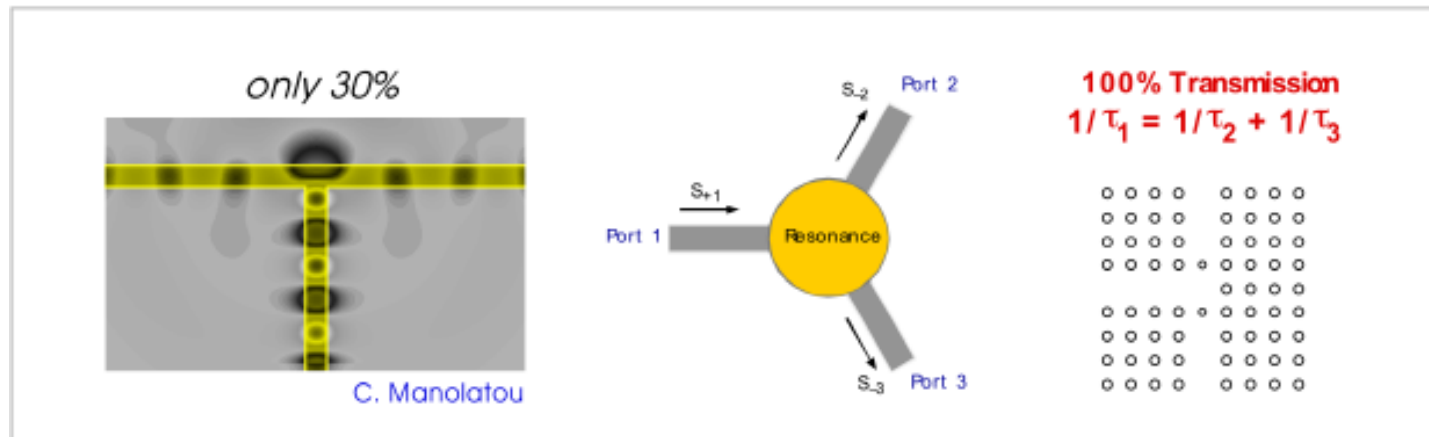 only 30%
C. Manolatou
S₋₂
Port 2
S₊₁
Port 1
Resonance
S₋₃
Port 3
100% Transmission
1/τ₁ = 1/τ₂ + 1/τ₃